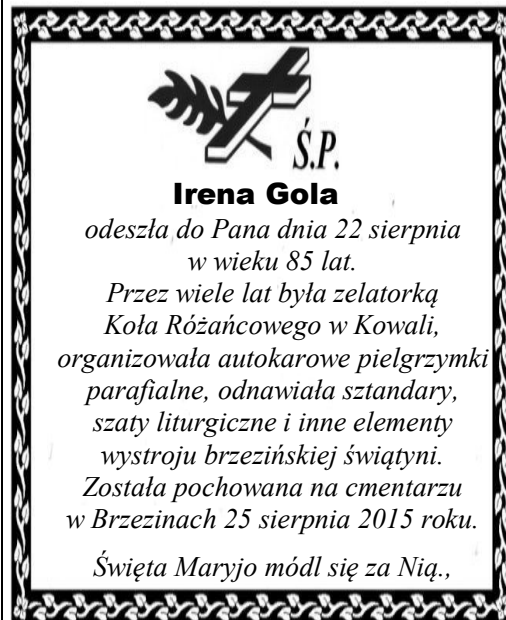 Ś.P.
Irena Gola
odeszła do Pana dnia 22 sierpnia
w wieku 85 lat.
Przez wiele lat była zelatorką
Koła Różańcowego w Kowali,
organizowała autokarowe pielgrzymki
parafialne, odnawiała sztandary,
szaty liturgiczne i inne elementy
wystroju brzezińskiej świątyni.
Została pochowana na cmentarzu
w Brzezinach 25 sierpnia 2015 roku.
Święta Maryjo módl się za Nią.,